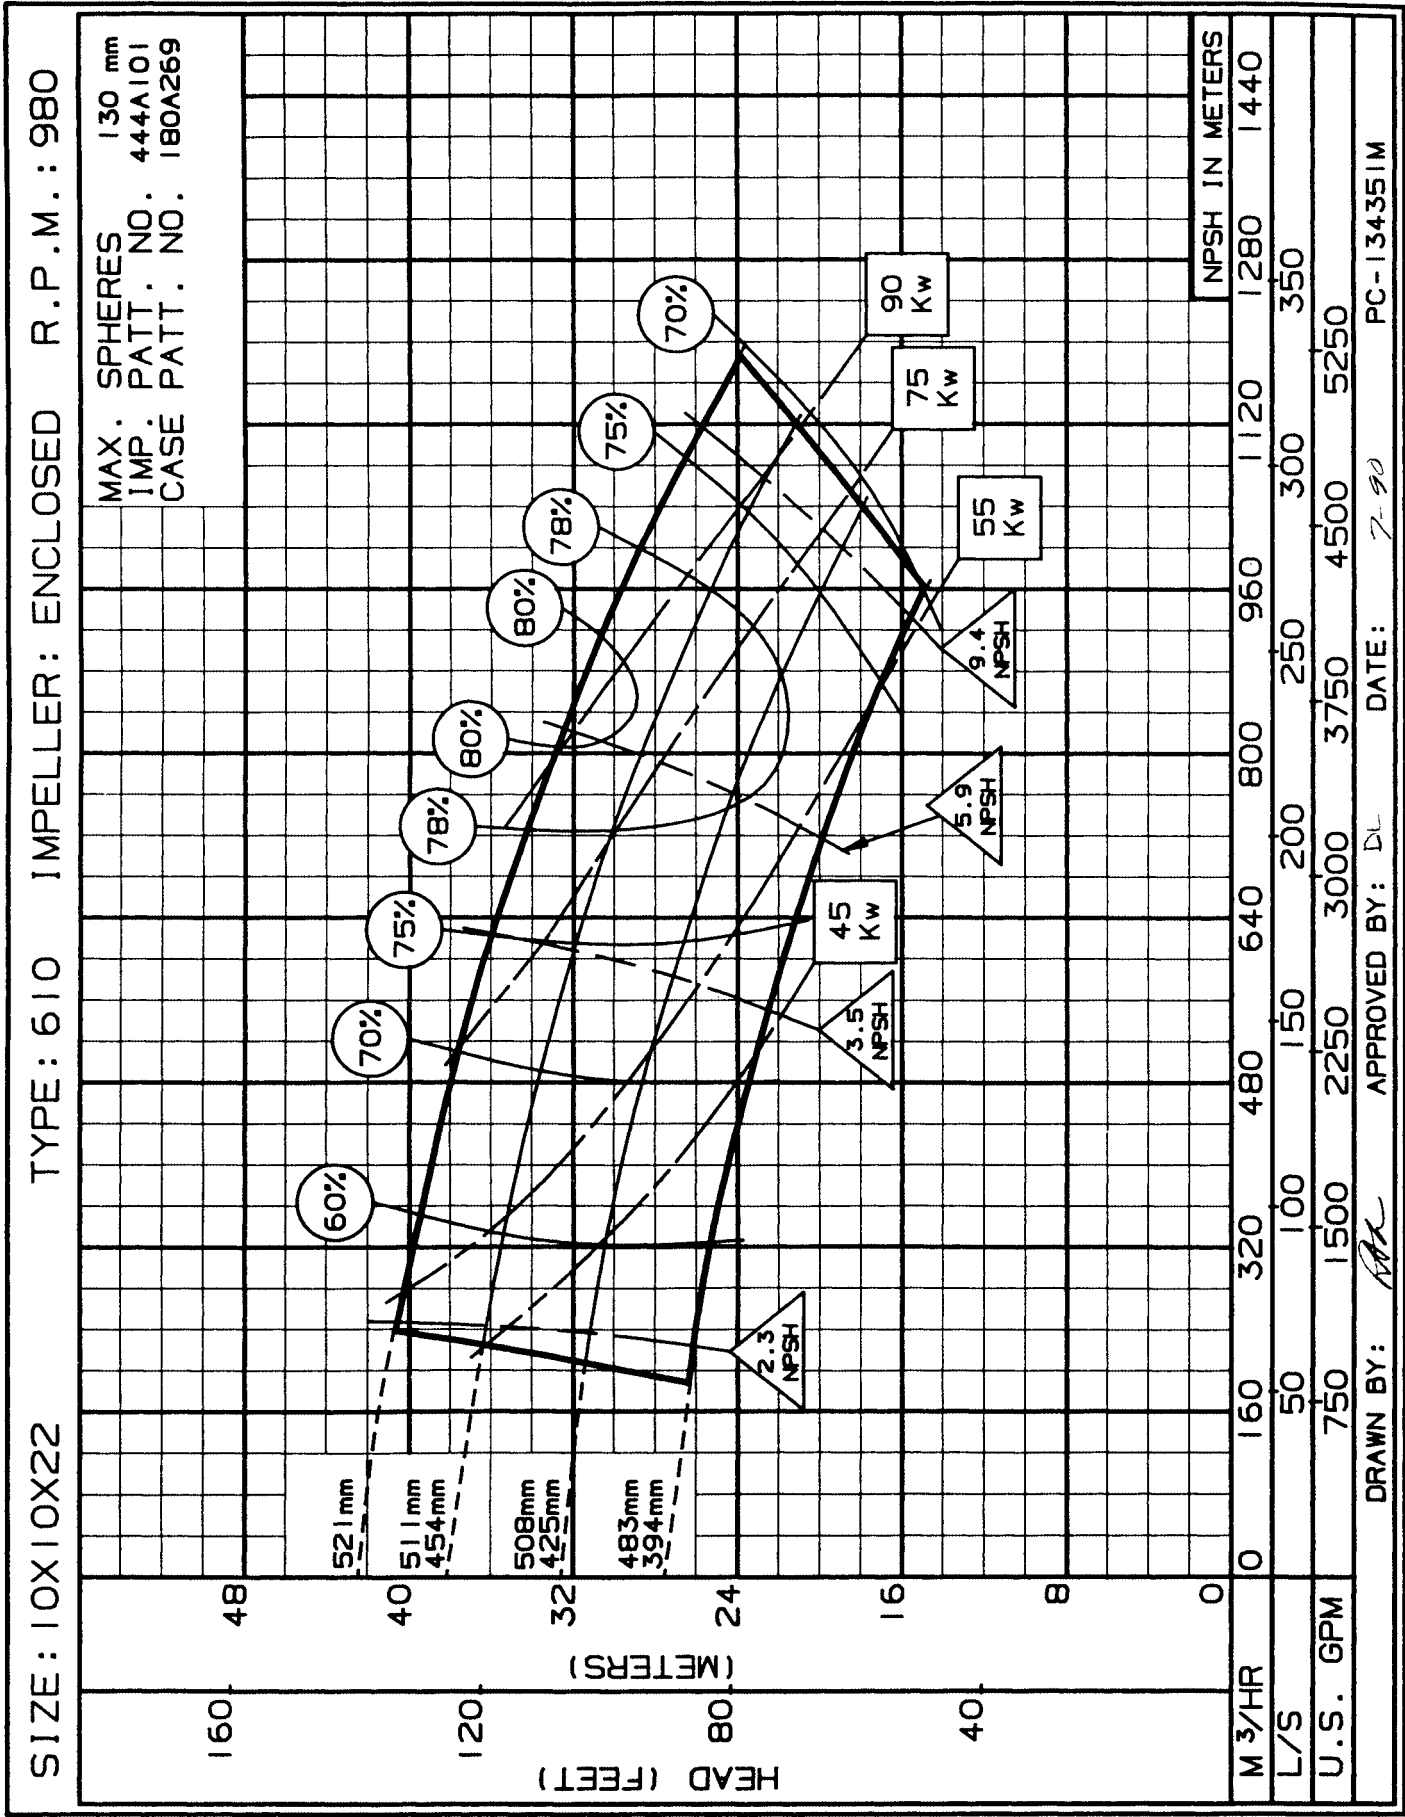 SIZE: 10X10X22 TYPE: 610 IMPELLER: ENCLOSED R.P.M.: 980
MAX. SPHERES 130 mm
IMP. PATT. NO. 444A101
CASE PATT. NO. 180A269
60%
70%
75%
78%
80%
80%
78%
75%
70%
521mm
511mm
454mm
508mm
425mm
483mm
394mm
2.3
NPSH
3.5
NPSH
5.9
NPSH
9.4
NPSH
45
Kw
55
Kw
75
Kw
90
Kw
NPSH IN METERS
HEAD (FEET)
160
120
80
40
(METERS)
48
40
32
24
16
8
0
M³/HR 0 160 320 480 640 800 960 1120 1280 1440
L/S 50 100 150 200 250 300 350
U.S. GPM 750 1500 2250 3000 3750 4500 5250
DRAWN BY: APPROVED BY: DL DATE: 7-90 PC-134351M